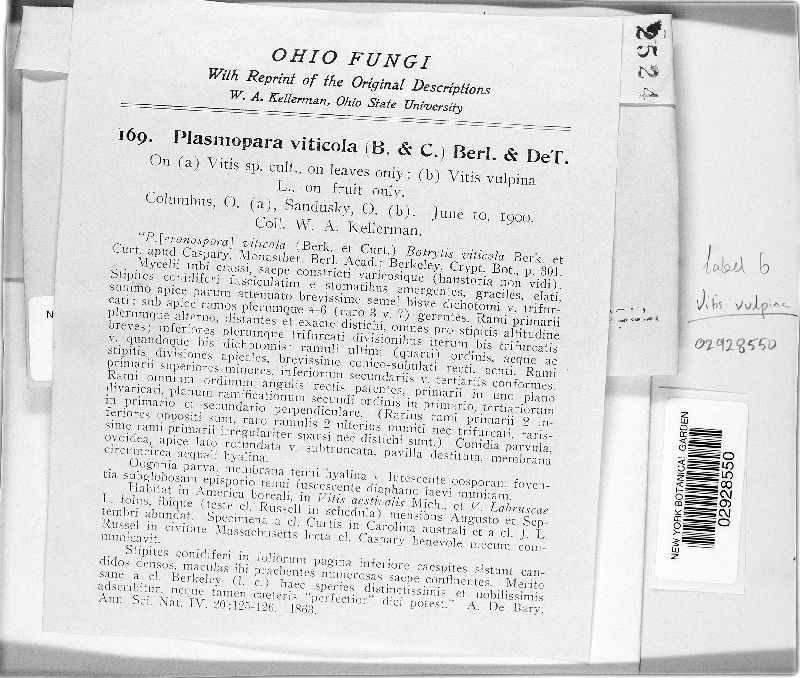 OHIO FUNGI
With Reprint of the Original Descriptions
W. A. Kellerman, Ohio State University
169. Plasmopara viticola (B. & C.) Berl. & DeT.
On (a) Vitis sp. cult., on leaves only; (b) Vitis vulpina
L., on fruit only.
Columbus, O. (a), Sandusky, O. (b). June 10, 1900.
Coll. W. A. Kellerman.
"P.[eronospora] viticola (Berk. et Curt.) Botrytis viticola Berk. et
Curt. apud Caspary, Monatsber. Berl. Acad.; Berkeley, Crypt. Bot., p. 301.
Mycelii tubi crassi, saepe constricti varicosique (haustoria non vidi).
Stipites conidiferi fasciculatim e stomatibus emergentes, graciles, elati,
summo apice parum attenuato brevissime semel bisve dichotomi v. trifur-
cati; sub apice ramos plerumque 4-6 (raro 3 v. 7) gerentes. Rami primarii
plerumque alterno, distantes et exacte distichi, omnes pro stipitis altitudine
breves; inferiores plerumque trifurcati divisionibus iterum bis trifurcatis
v. quandoque bis dichotomis; ramuli ultimi (quarti) ordinis, aeque ac
stipitis divisiones apicales, brevissime conico-subulati recti, acuti. Rami
primarii superiores minores, inferiorum secundariis v. tertiariis conformes.
Rami omnium ordinum angulis rectis patentes, primarii in uno plano
divaricati, planum ramificationum secundi ordinis in primario, tertiariorum
in primario et secundario perpendiculare. (Rarius rami primarii 2 in-
feriores oppositi sunt, raro ramulis 2 ulterius muniti nec trifurcati, raris-
sime rami primarii irregulariter sparsi nec distichi sunt.) Conidia parvula,
ovoidea, apice lato rotundata v. subtruncata, pavilla destituta, membrana
circumcirca aequali hyalina.
Oogonia parva, membrana tenui hyalina v. lutescente oosporam foven-
tia subglobosam episporio tenui fuscescente diaphano laevi munitam.
Habitat in America boreali, in Vitis aestivalis Mich., et V. Labruscae
L. foliis, ibique (teste cl. Russell in schedula) mensibus Augusto et Sep-
tembri abundat. Specimena a cl. Curtis in Carolina australi et a cl. J. L.
Russel in civitate Massachusetts lecta cl. Caspary benevole mecum com-
municavit.
Stipites conidiferi in foliorum pagina inferiore caespites sistunt can-
didos densos, maculas ibi praebentes numerosas saepe confluentes. Merito
sane a cl. Berkeley (l. c.) haec species distinctissimis et nobilissimis
adscribitur, neque tamen caeteris "perfectior" dici potest." A. De Bary.
Ann. Sci. Nat. IV. 20:125-126. 1863.
2524
label b
Vitis vulpina
02928550
NEW YORK BOTANICAL GARDEN
02928550
N